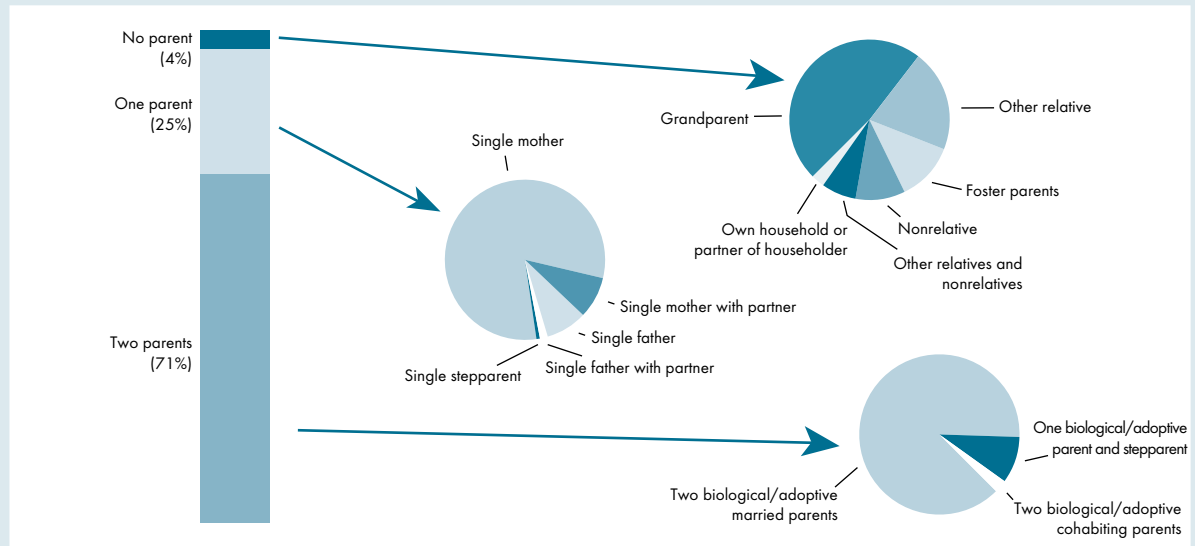 No parent
(4%)
One parent
(25%)
Two parents
(71%)
Grandparent
Other relative
Foster parents
Nonrelative
Other relatives and
nonrelatives
Own household or
partner of householder
Single mother
Single mother with partner
Single father
Single father with partner
Single stepparent
One biological/adoptive
parent and stepparent
Two biological/adoptive
cohabiting parents
Two biological/adoptive
married parents